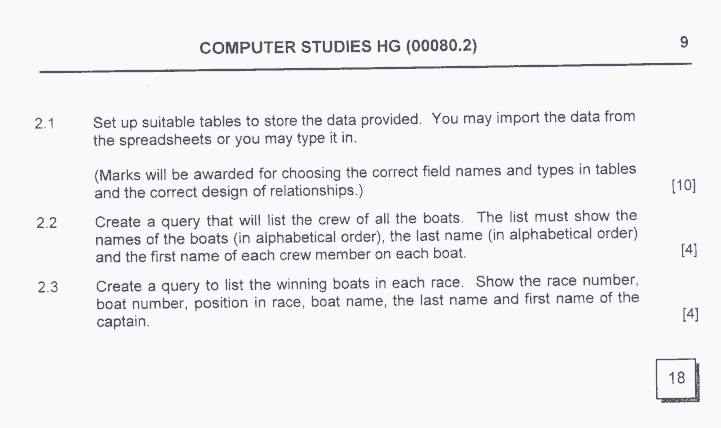 COMPUTER STUDIES HG (00080.2)
9
2.1 Set up suitable tables to store the data provided. You may import the data from
the spreadsheets or you may type it in.
(Marks will be awarded for choosing the correct field names and types in tables
and the correct design of relationships.) [10]
2.2 Create a query that will list the crew of all the boats. The list must show the
names of the boats (in alphabetical order), the last name (in alphabetical order)
and the first name of each crew member on each boat. [4]
2.3 Create a query to list the winning boats in each race. Show the race number,
boat number, position in race, boat name, the last name and first name of the
captain. [4]
18